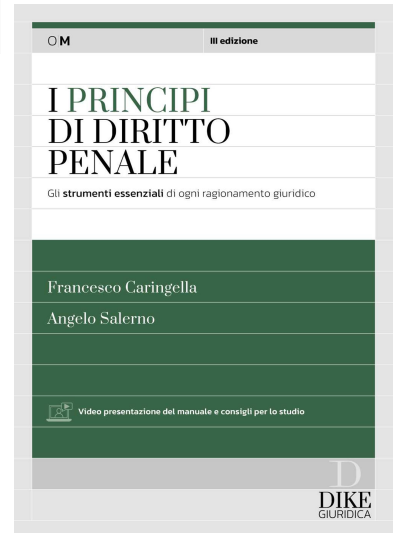 OM
III edizione
I PRINCIPI
DI DIRITTO
PENALE
Gli strumenti essenziali di ogni ragionamento giuridico
Francesco Caringella
Angelo Salerno
Video presentazione del manuale e consigli per lo studio
D
DIKE
GIURIDICA